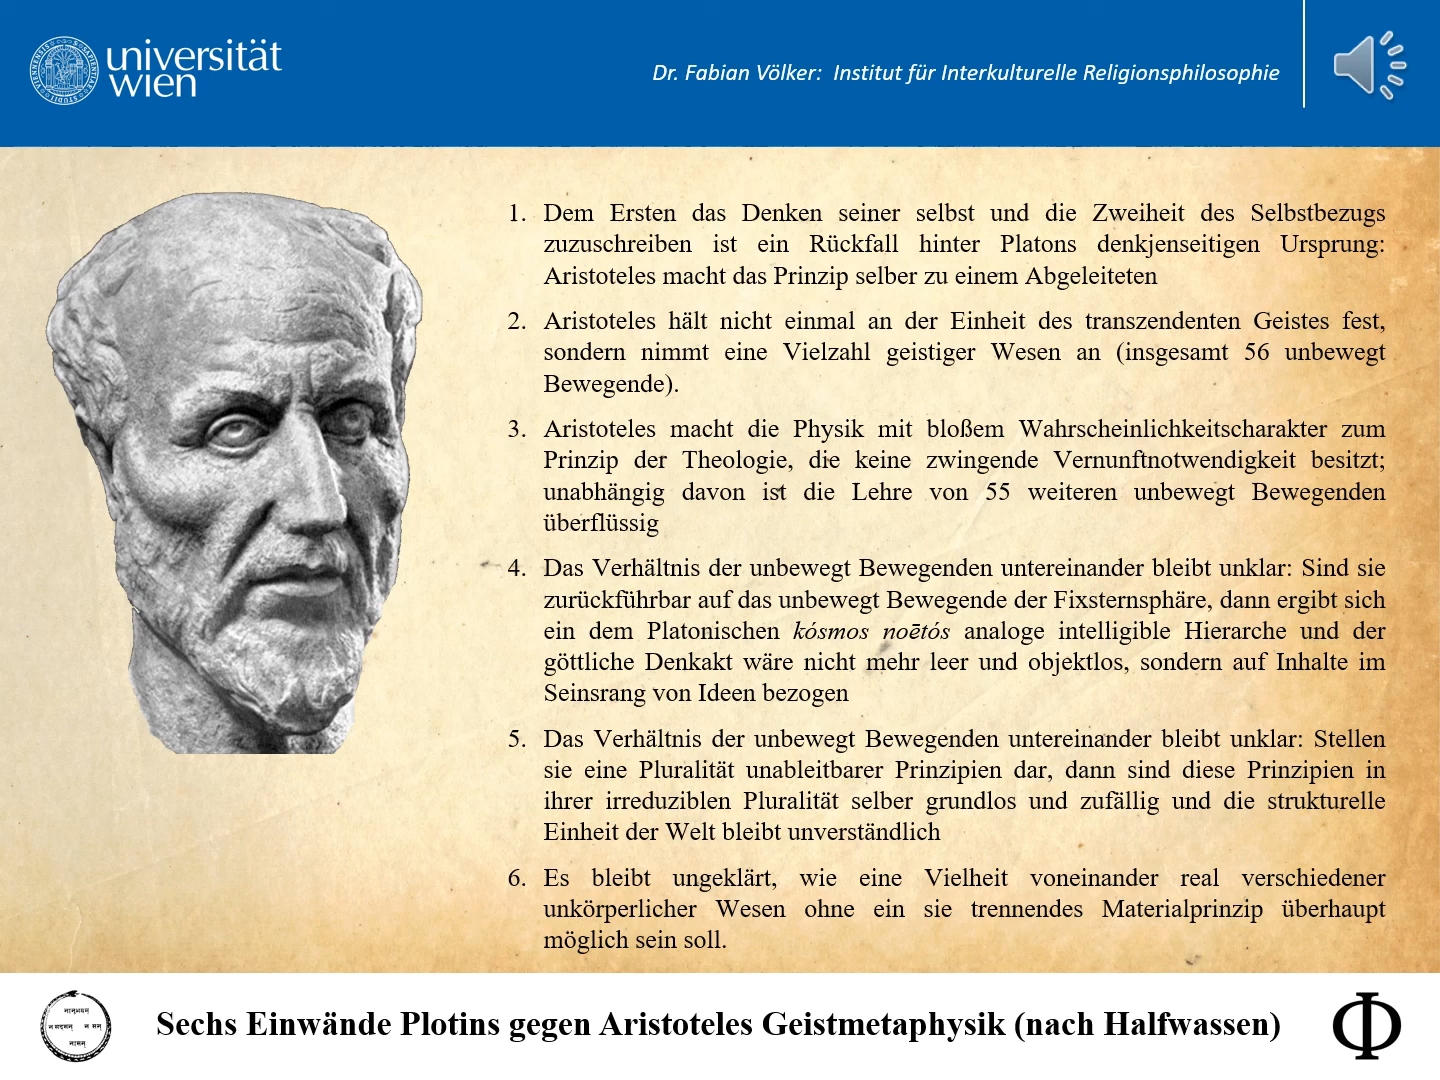 universität
wien
Dr. Fabian Völker: Institut für Interkulturelle Religionsphilosophie
1. Dem Ersten das Denken seiner selbst und die Zweiheit des Selbstbezugs
zuzuschreiben ist ein Rückfall hinter Platons denkjenseitigen Ursprung:
Aristoteles macht das Prinzip selber zu einem Abgeleiteten
2. Aristoteles hält nicht einmal an der Einheit des transzendenten Geistes fest,
sondern nimmt eine Vielzahl geistiger Wesen an (insgesamt 56 unbewegt
Bewegende).
3. Aristoteles macht die Physik mit bloßem Wahrscheinlichkeitscharakter zum
Prinzip der Theologie, die keine zwingende Vernunftnotwendigkeit besitzt;
unabhängig davon ist die Lehre von 55 weiteren unbewegt Bewegenden
überflüssig
4. Das Verhältnis der unbewegt Bewegenden untereinander bleibt unklar: Sind sie
zurückführbar auf das unbewegt Bewegende der Fixsternsphäre, dann ergibt sich
ein dem Platonischen kósmos noētós analoge intelligible Hierarche und der
göttliche Denkakt wäre nicht mehr leer und objektlos, sondern auf Inhalte im
Seinsrang von Ideen bezogen
5. Das Verhältnis der unbewegt Bewegenden untereinander bleibt unklar: Stellen
sie eine Pluralität unableitbarer Prinzipien dar, dann sind diese Prinzipien in
ihrer irreduziblen Pluralität selber grundlos und zufällig und die strukturelle
Einheit der Welt bleibt unverständlich
6. Es bleibt ungeklärt, wie eine Vielheit voneinander real verschiedener
unkörperlicher Wesen ohne ein sie trennendes Materialprinzip überhaupt
möglich sein soll.
Sechs Einwände Plotins gegen Aristoteles Geistmetaphysik (nach Halfwassen)
Φ